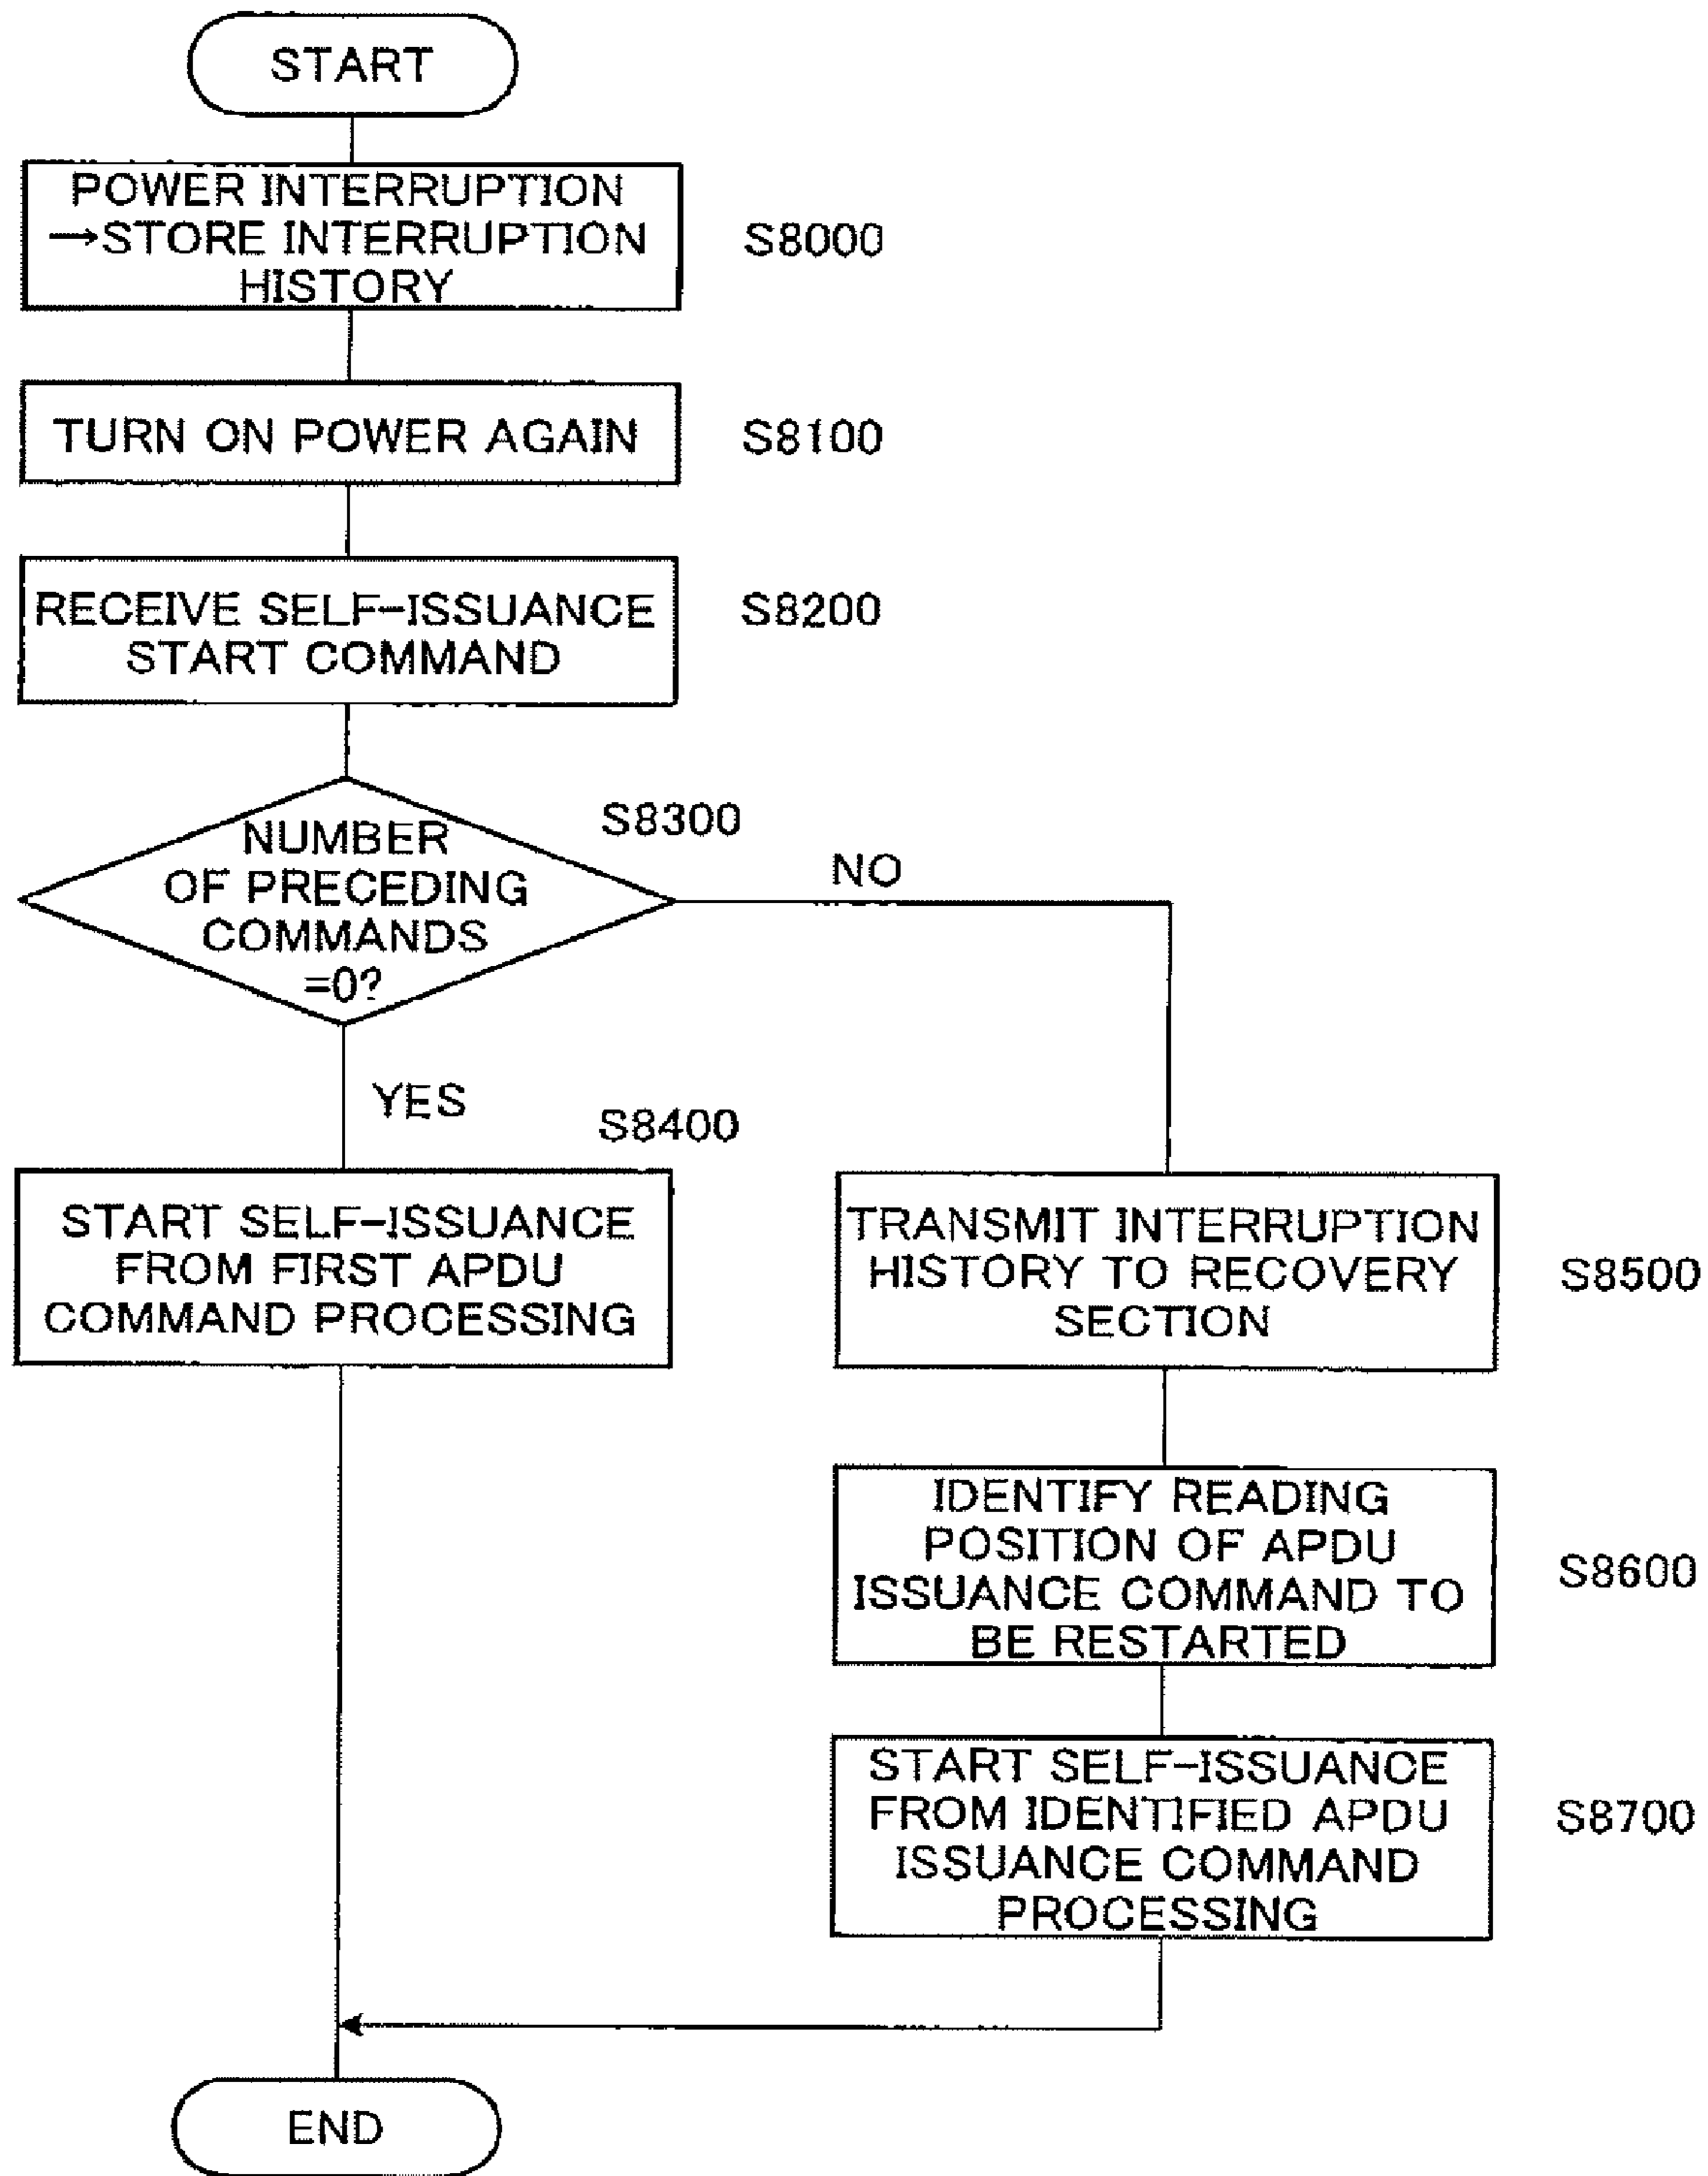 START
POWER INTERRUPTION
→STORE INTERRUPTION
HISTORY
S8000
TURN ON POWER AGAIN
S8100
RECEIVE SELF-ISSUANCE
START COMMAND
S8200
NUMBER
OF PRECEDING
COMMANDS
=0?
S8300
NO
YES
S8400
START SELF-ISSUANCE
FROM FIRST APDU
COMMAND PROCESSING
TRANSMIT INTERRUPTION
HISTORY TO RECOVERY
SECTION
S8500
IDENTIFY READING
POSITION OF APDU
ISSUANCE COMMAND TO
BE RESTARTED
S8600
START SELF-ISSUANCE
FROM IDENTIFIED APDU
ISSUANCE COMMAND
PROCESSING
S8700
END